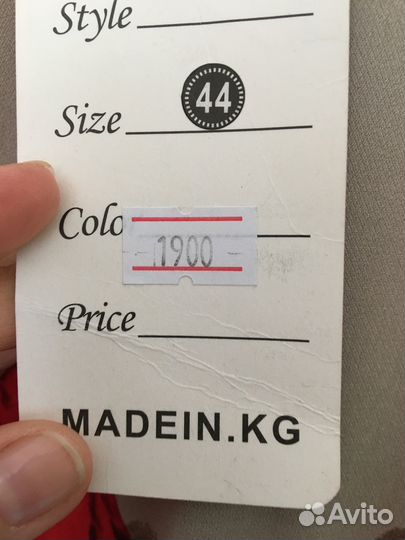 Style
Size 44
Colo
1900
Price
MADEIN.KG
Avito